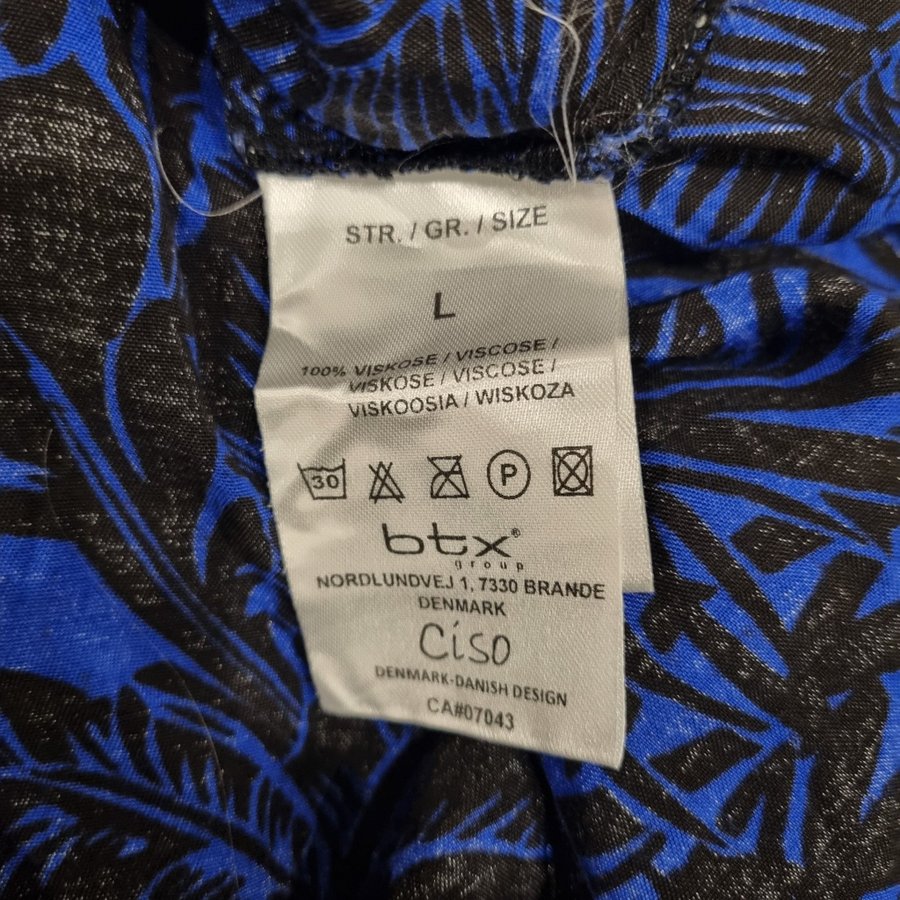 STR. / GR. / SIZE
L
100% VISKOSE / VISCOSE /
VISKOSE / VISCOSE /
VISKOOSIA / WISKOZA
30
P
btx®
group
NORDLUNDVEJ 1, 7330 BRANDE
DENMARK
Ciso
DENMARK-DANISH DESIGN
CA#07043